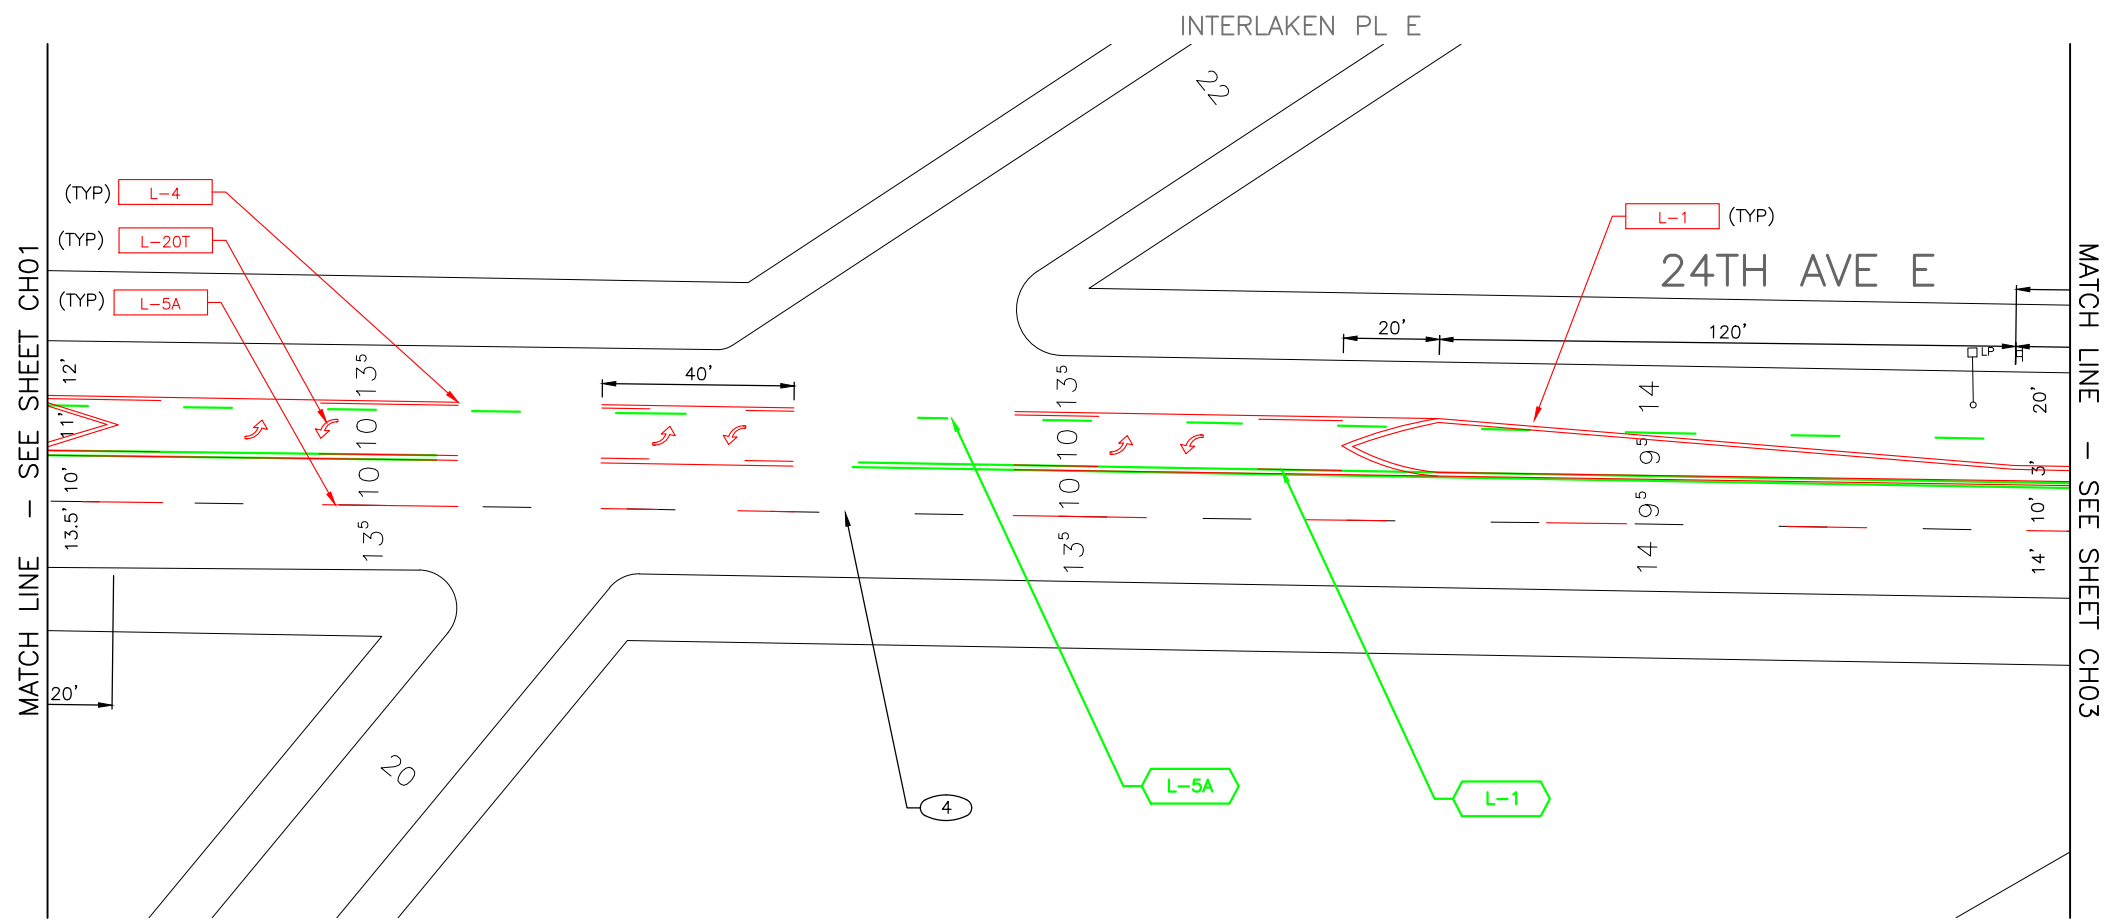 INTERLAKEN PL E
22
(TYP) L-4
(TYP) L-20T
(TYP) L-5A
L-1 (TYP)
24TH AVE E
MATCH LINE - SEE SHEET CH01
MATCH LINE - SEE SHEET CH03
20'
120'
LP
40'
12'
11'
10'
13.5'
13⁵
10
10
13⁵
13⁵
10
10
13⁵
14
9⁵
9⁵
14
20'
3'
10'
14'
20'
20
4
L-5A
L-1